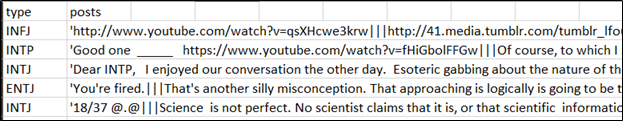 type posts
INFJ 'http://www.youtube.com/watch?v=qsXHcwe3krw|||http://41.media.tumblr.com/tumblr_lfou
INTP 'Good one _____ https://www.youtube.com/watch?v=fHiGbolFFGw|||Of course, to which I
INTJ 'Dear INTP, I enjoyed our conversation the other day. Esoteric gabbing about the nature of th
ENTJ 'You're fired.|||That's another silly misconception. That approaching is logically is going to be t
INTJ '18/37 @.@|||Science is not perfect. No scientist claims that it is, or that scientific informatio